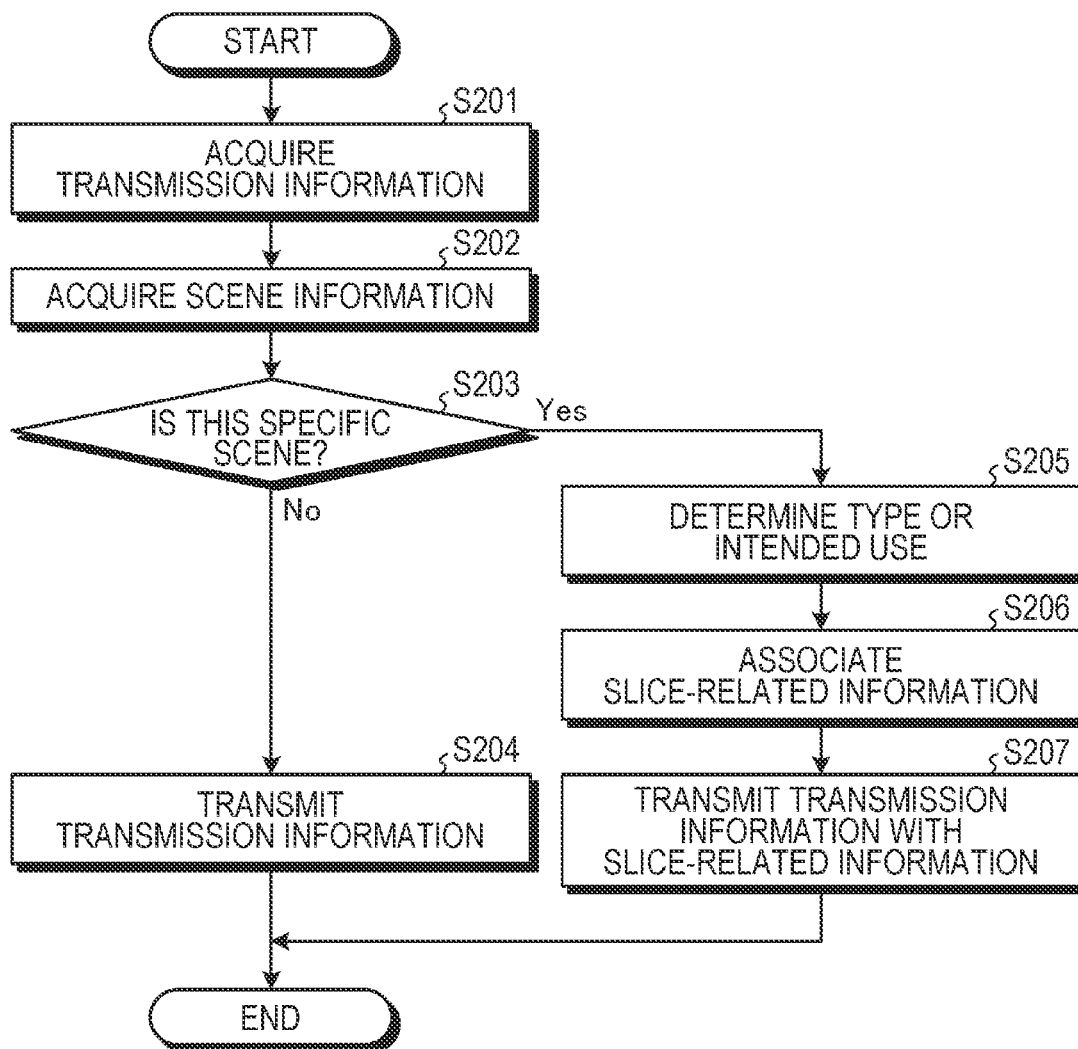 START
S201
ACQUIRE
TRANSMISSION INFORMATION
S202
ACQUIRE SCENE INFORMATION
S203
IS THIS SPECIFIC
SCENE?
Yes
No
S205
DETERMINE TYPE OR
INTENDED USE
S206
ASSOCIATE
SLICE-RELATED INFORMATION
S204
TRANSMIT
TRANSMISSION INFORMATION
S207
TRANSMIT TRANSMISSION
INFORMATION WITH
SLICE-RELATED INFORMATION
END